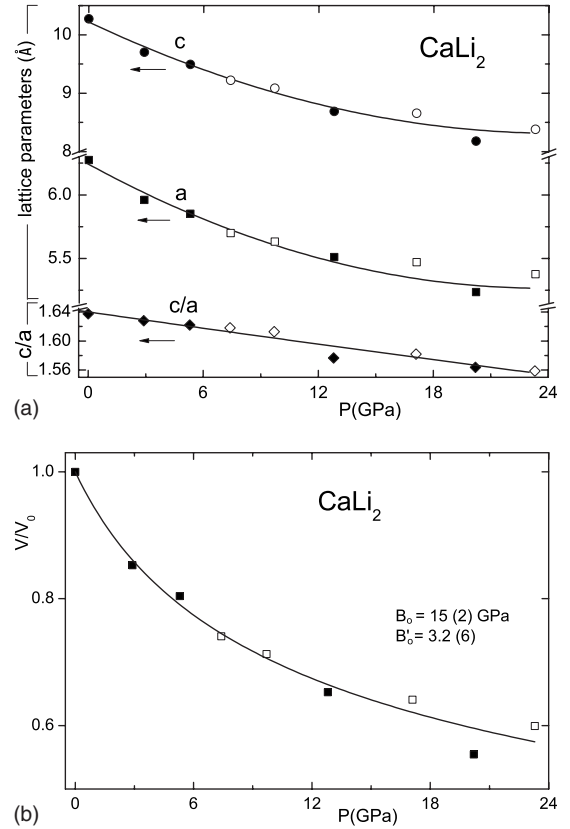 10
c
CaLi₂
9
8
lattice parameters (Å)
a
6.0
5.5
1.64
c/a
1.60
c/a
1.56
0 6 12 18 24
(a)
P(GPa)
1.0
CaLi₂
V/V₀
0.8
B₀ = 15 (2) GPa
B'₀ = 3.2 (6)
0.6
0 6 12 18 24
(b)
P(GPa)